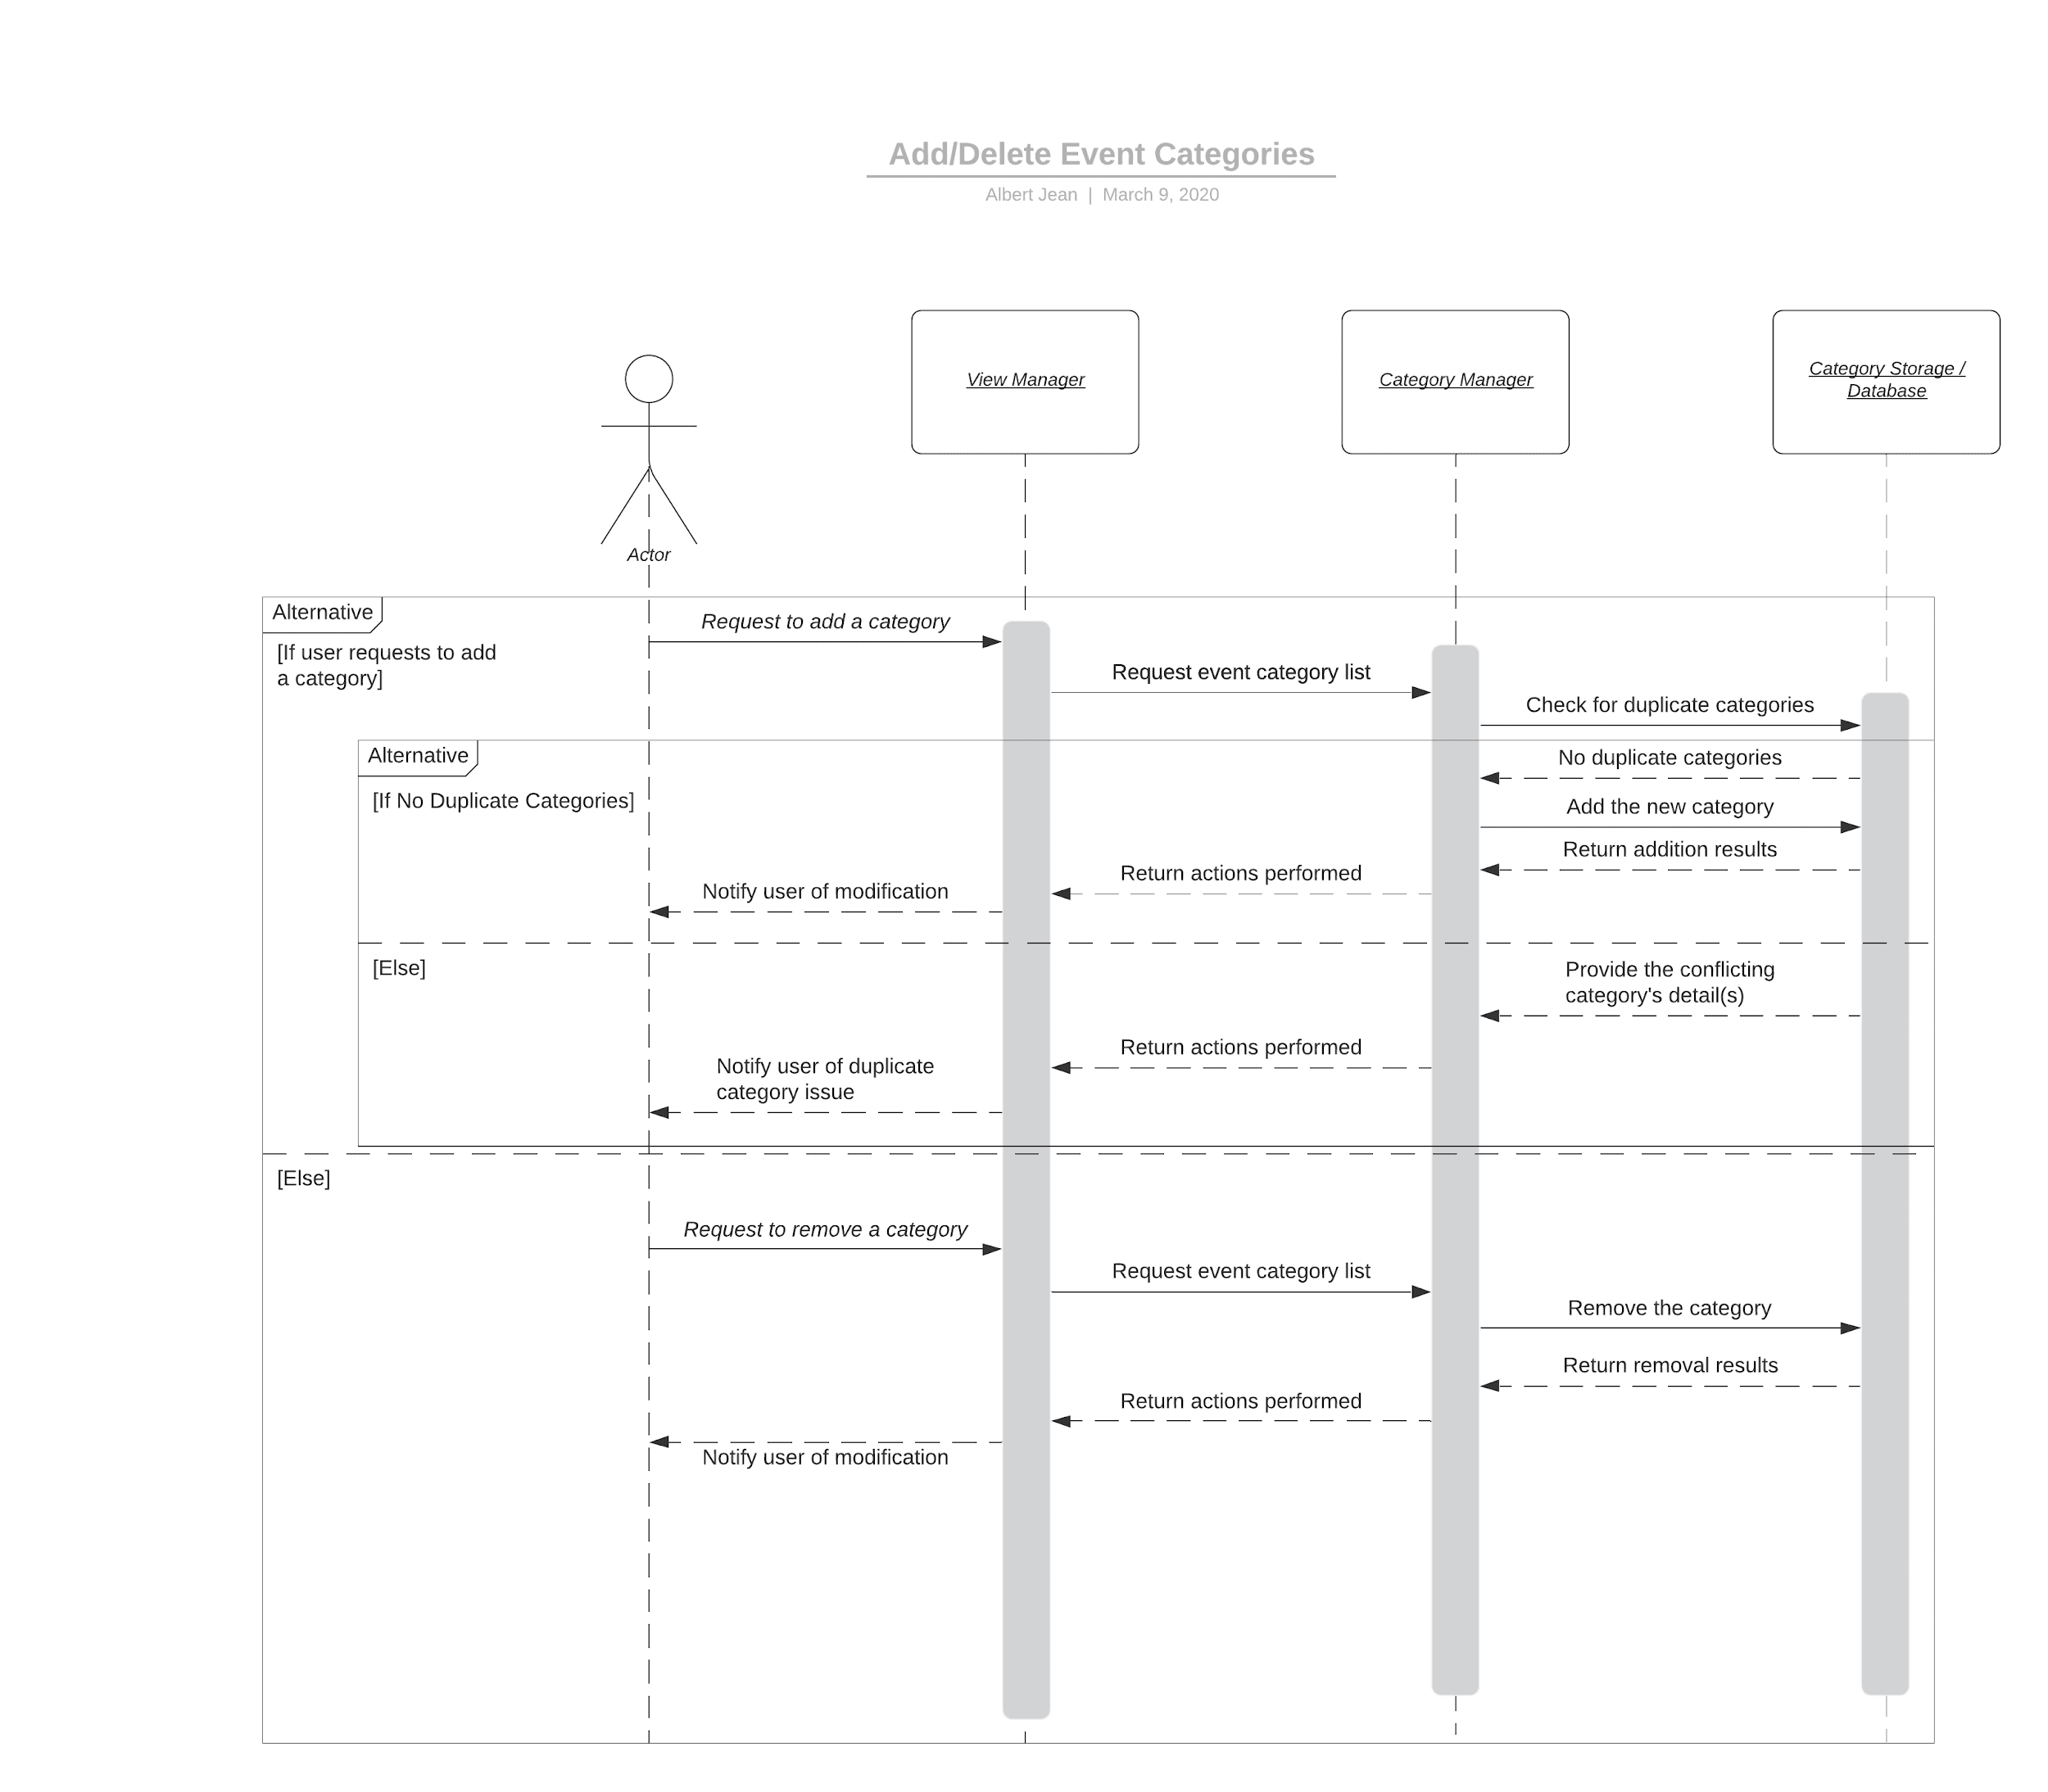 Add/Delete Event Categories
Albert Jean | March 9, 2020
View Manager
Category Manager
Category Storage /
Database
Actor
Alternative
[If user requests to add
a category]
Request to add a category
Request event category list
Check for duplicate categories
Alternative
[If No Duplicate Categories]
No duplicate categories
Add the new category
Return addition results
Return actions performed
Notify user of modification
[Else]
Provide the conflicting
category's detail(s)
Return actions performed
Notify user of duplicate
category issue
[Else]
Request to remove a category
Request event category list
Remove the category
Return removal results
Return actions performed
Notify user of modification